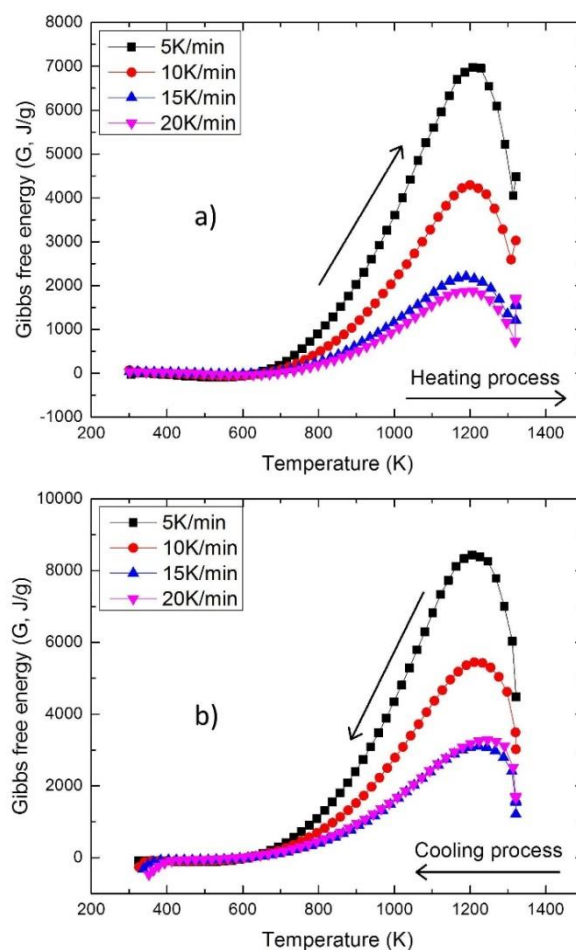 8000
7000
6000
5000
4000
3000
2000
1000
0
-1000
Gibbs free energy (G, J/g)
5K/min
10K/min
15K/min
20K/min
a)
Heating process
200 400 600 800 1000 1200 1400
Temperature (K)
10000
8000
6000
4000
2000
0
Gibbs free energy (G, J/g)
5K/min
10K/min
15K/min
20K/min
b)
Cooling process
200 400 600 800 1000 1200 1400
Temperature (K)